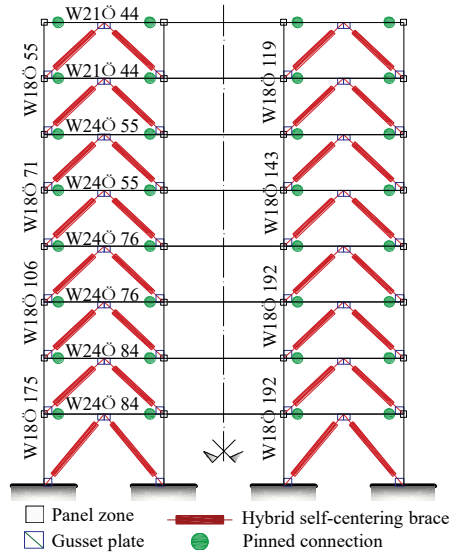 W21Ö 44
W18Ö 55
W18Ö 119
W21Ö 44
W24Ö 55
W18Ö 71
W18Ö 143
W24Ö 55
W24Ö 76
W18Ö 106
W18Ö 192
W24Ö 76
W24Ö 84
W18Ö 175
W18Ö 192
W24Ö 84
Panel zone
Hybrid self-centering brace
Gusset plate
Pinned connection